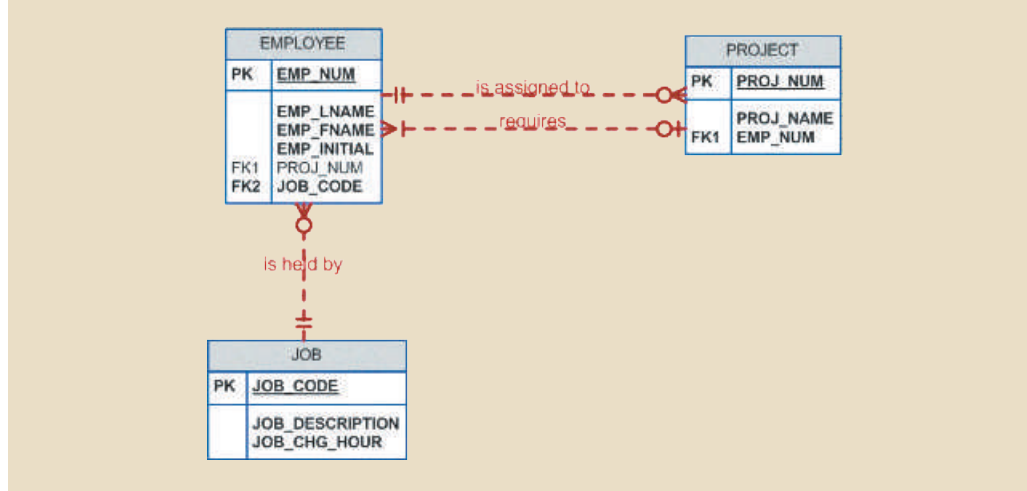 EMPLOYEE
PK EMP_NUM
EMP_LNAME
EMP_FNAME
EMP_INITIAL
FK1 PROJ_NUM
FK2 JOB_CODE
is assigned to
requires
PROJECT
PK PROJ_NUM
PROJ_NAME
FK1 EMP_NUM
is held by
JOB
PK JOB_CODE
JOB_DESCRIPTION
JOB_CHG_HOUR